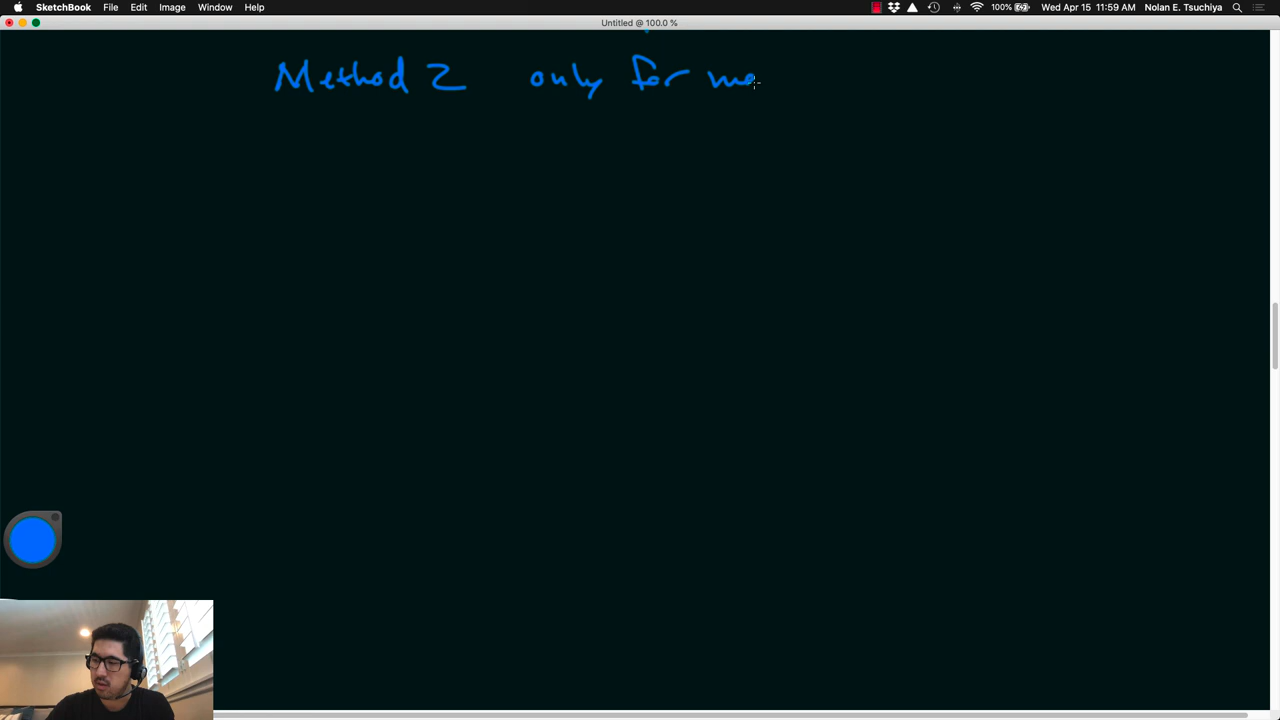 SketchBook File Edit Image Window Help 100% Wed Apr 15 11:59 AM Nolan E. Tsuchiya
Untitled @ 100.0 %
Method 2 only for mo